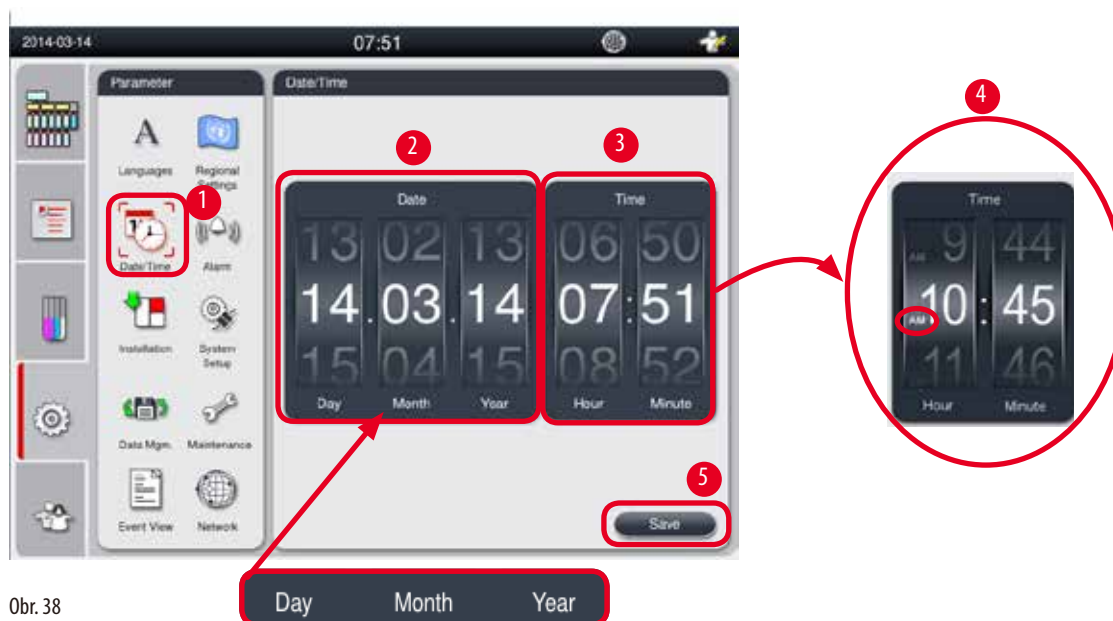 2014-03-14 07:51
Parameter
Languages Regional Settings
Date/Time Alarm
Installation System Setup
Data Mgm. Maintenance
Event View Network
Date/Time
Date
13 02 13
14.03.14
15 04 15
Day Month Year
Time
06 50
07:51
08 52
Hour Minute
Save
1
2
3
4
5
Time
AM 9 44
AM 10:45
11 46
Hour Minute
Day Month Year
Obr. 38